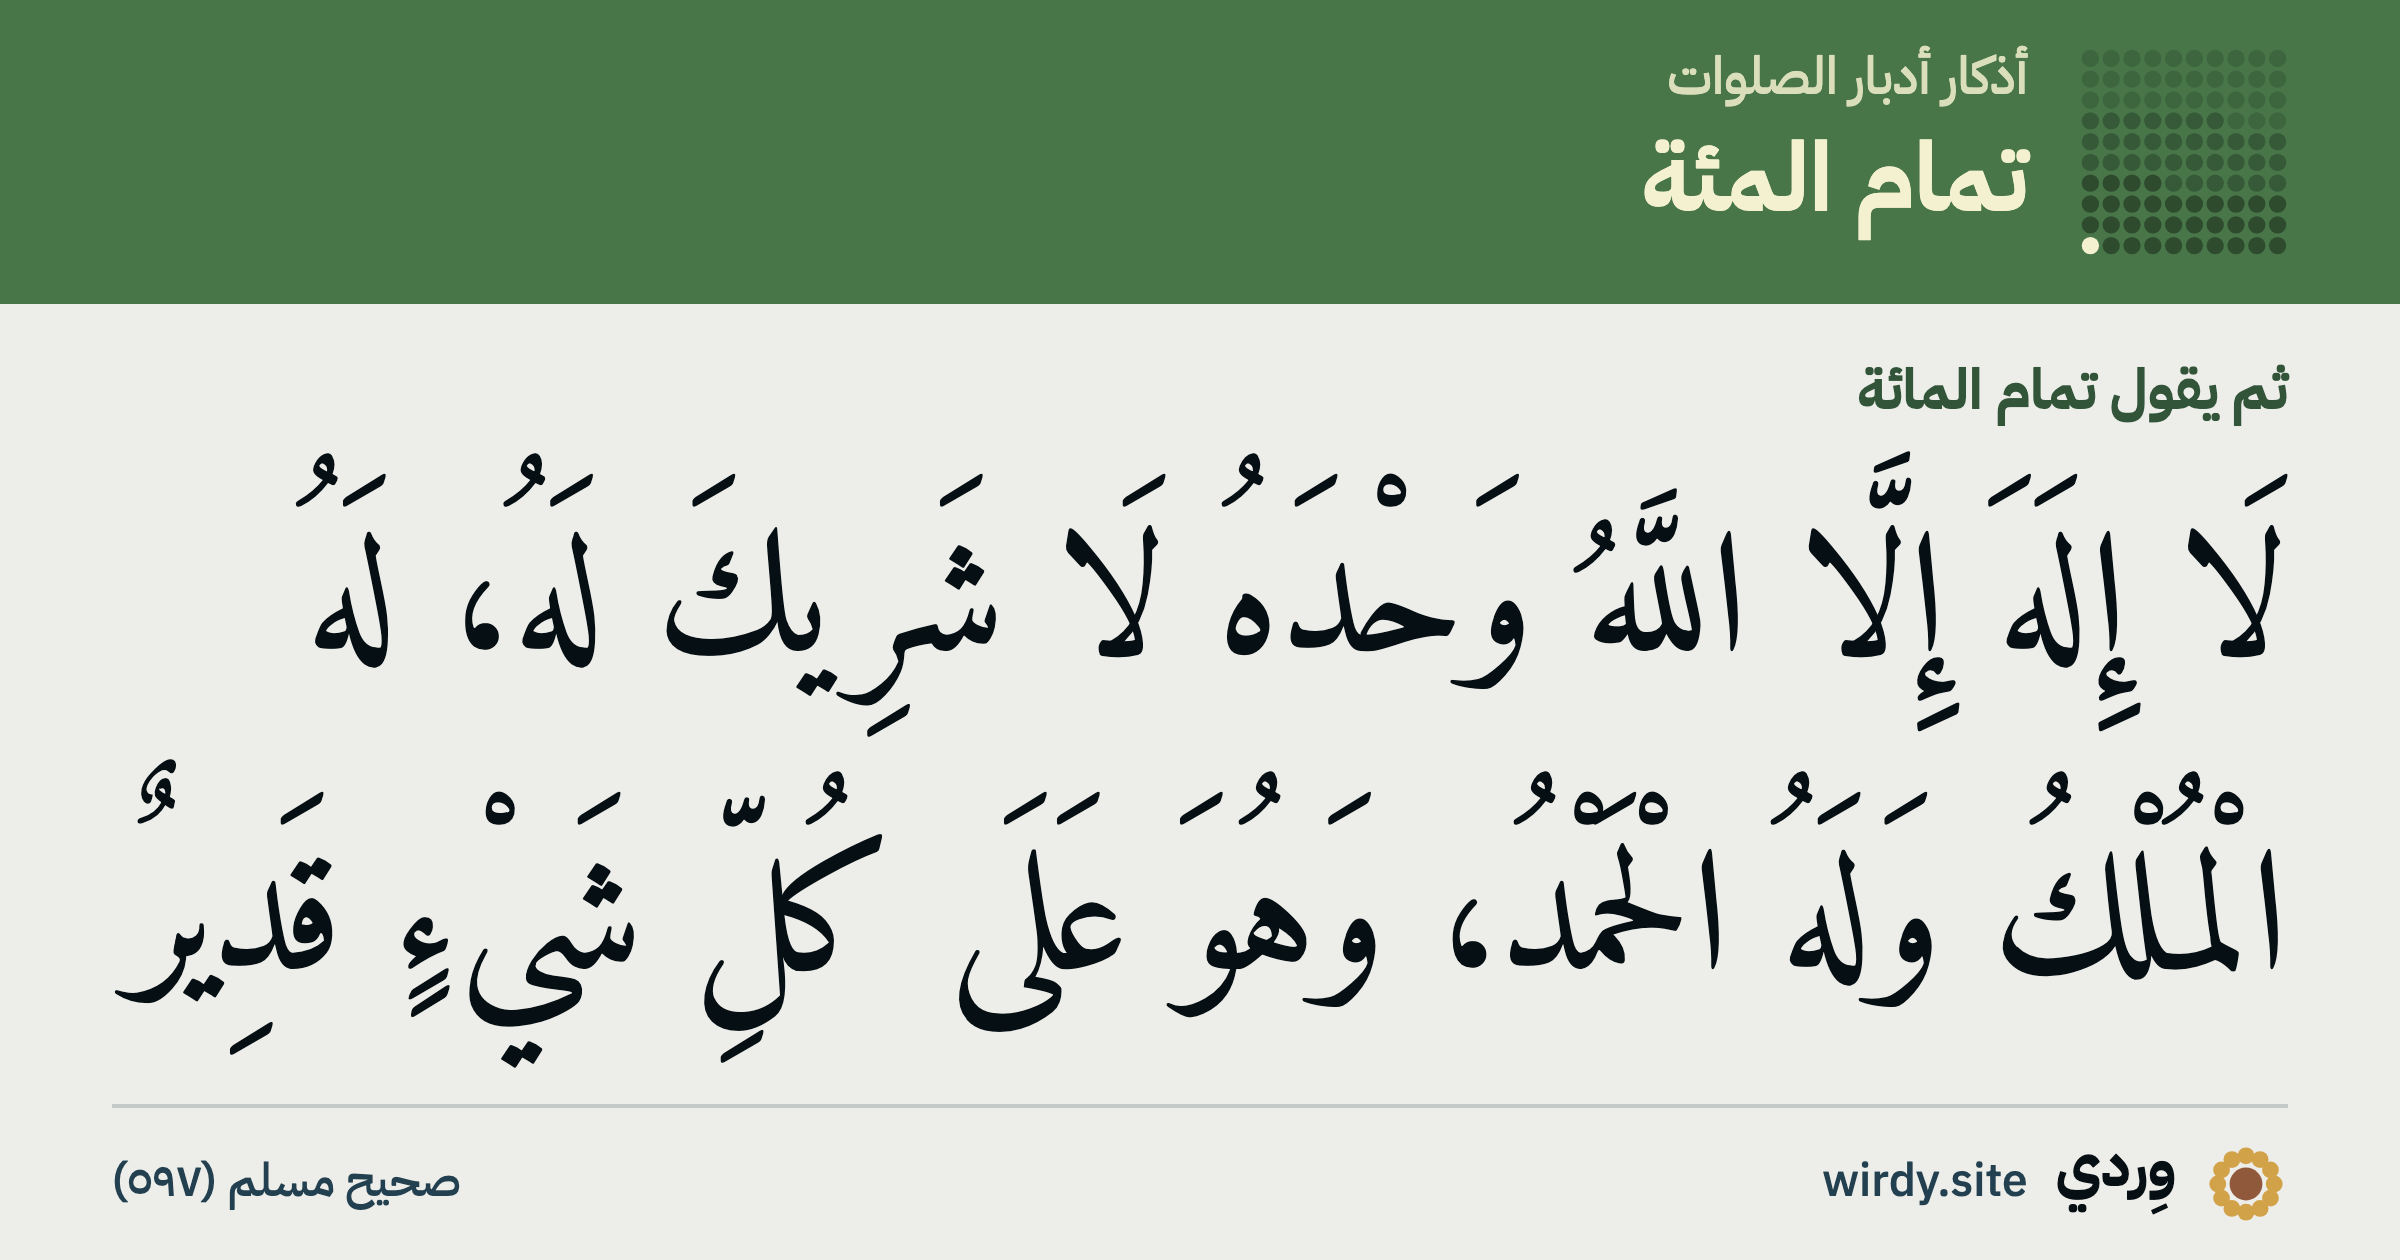 أذكار أدبار الصلوات
تمام المئة
ثم يقول تمام المائة
لَا إِلَهَ إِلَّا اللَّهُ وَحْدَهُ لَا شَرِيكَ لَهُ، لَهُ
الْمُلْكُ وَلَهُ الْحَمْدُ، وَهُوَ عَلَى كُلِّ شَيْءٍ قَدِيرٌ
وِردي wirdy.site
صحيح مسلم (٥٩٧)